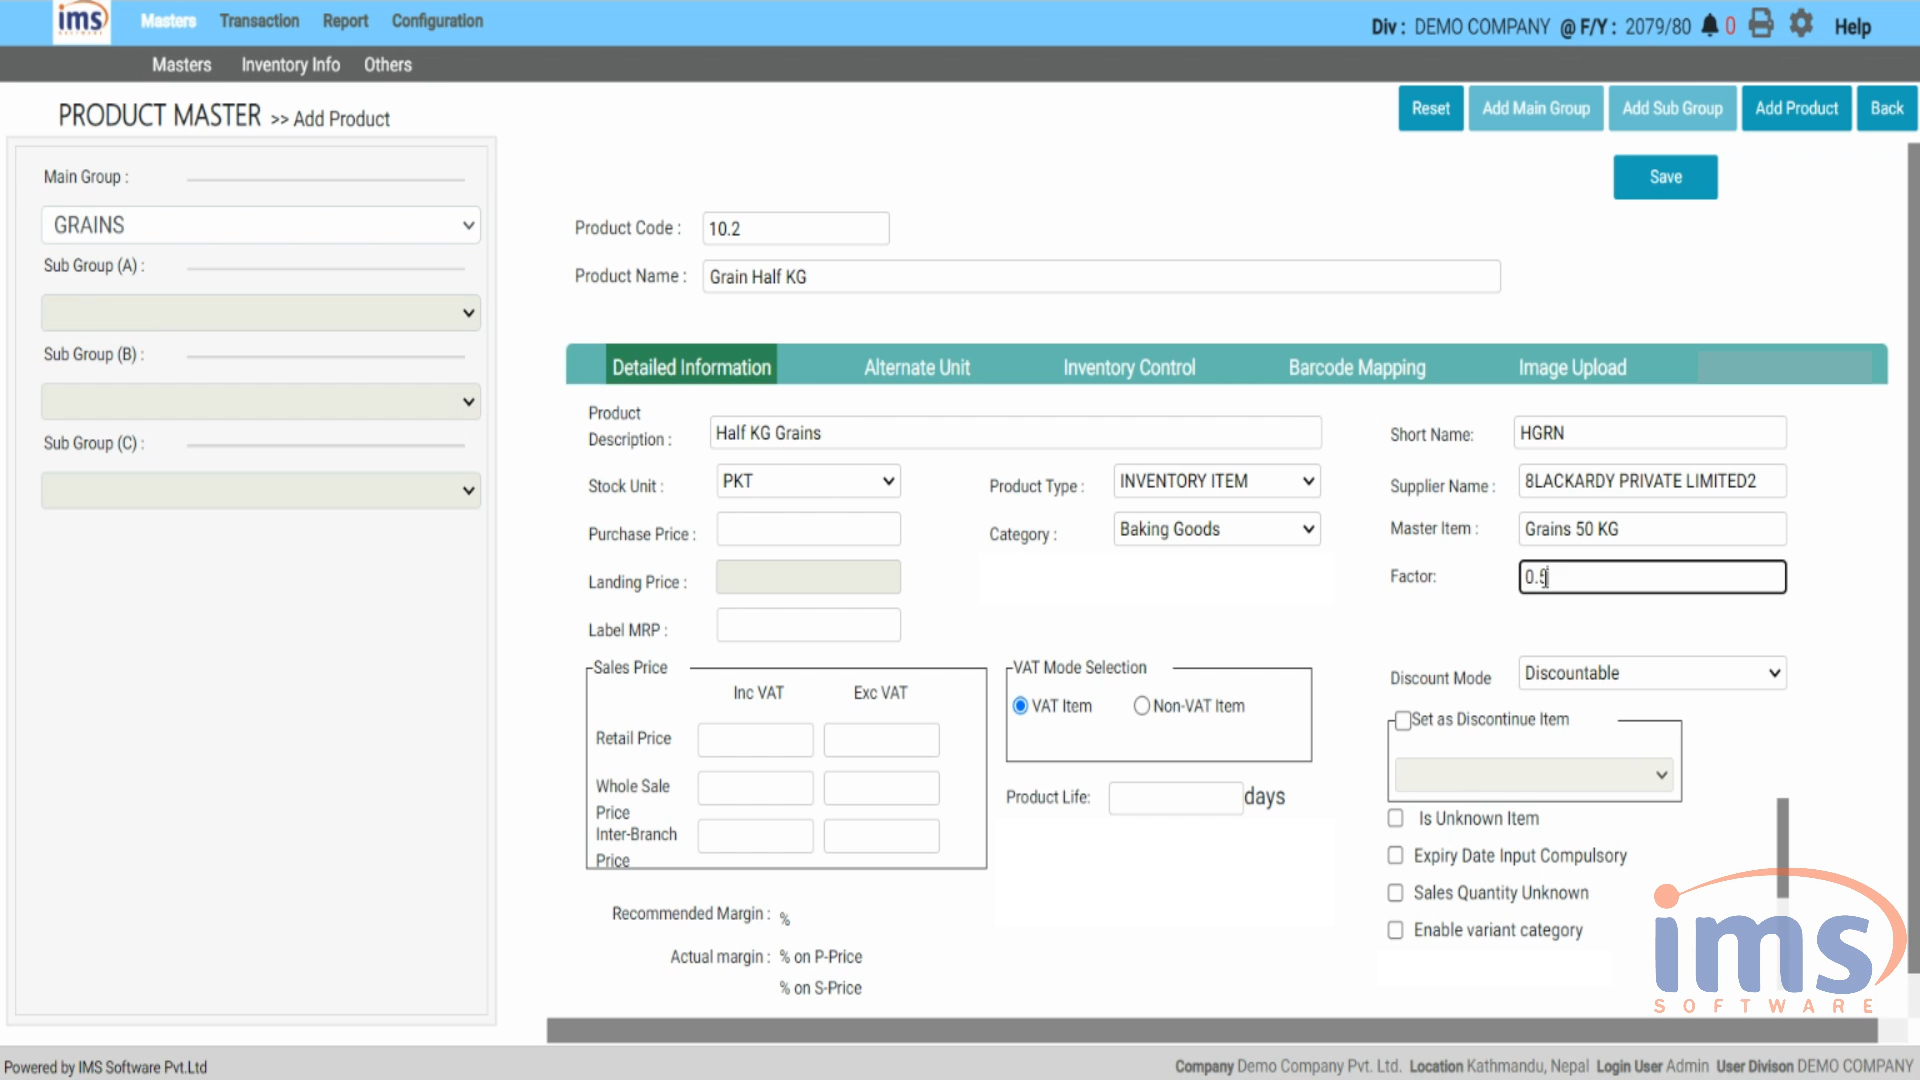 ims
SOFTWARE
Masters Transaction Report Configuration
Div : DEMO COMPANY @ F/Y : 2079/80 0 Help
Masters Inventory Info Others
PRODUCT MASTER >> Add Product
Reset Add Main Group Add Sub Group Add Product Back
Save
Main Group :
GRAINS
Sub Group (A) :
Sub Group (B) :
Sub Group (C) :
Product Code : 10.2
Product Name : Grain Half KG
Detailed Information Alternate Unit Inventory Control Barcode Mapping Image Upload
Product Description : Half KG Grains
Short Name: HGRN
Stock Unit : PKT
Product Type : INVENTORY ITEM
Supplier Name : 8LACKARDY PRIVATE LIMITED2
Purchase Price :
Category : Baking Goods
Master Item : Grains 50 KG
Landing Price :
Factor: 0.5
Label MRP :
Sales Price
Inc VAT Exc VAT
Retail Price
Whole Sale Price
Inter-Branch Price
VAT Mode Selection
VAT Item Non-VAT Item
Product Life: days
Discount Mode Discountable
Set as Discontinue Item
Is Unknown Item
Expiry Date Input Compulsory
Sales Quantity Unknown
Enable variant category
Recommended Margin : %
Actual margin : % on P-Price
% on S-Price
ims
SOFTWARE
Powered by IMS Software Pvt.Ltd
Company Demo Company Pvt. Ltd. Location Kathmandu, Nepal Login User Admin User Divison DEMO COMPANY